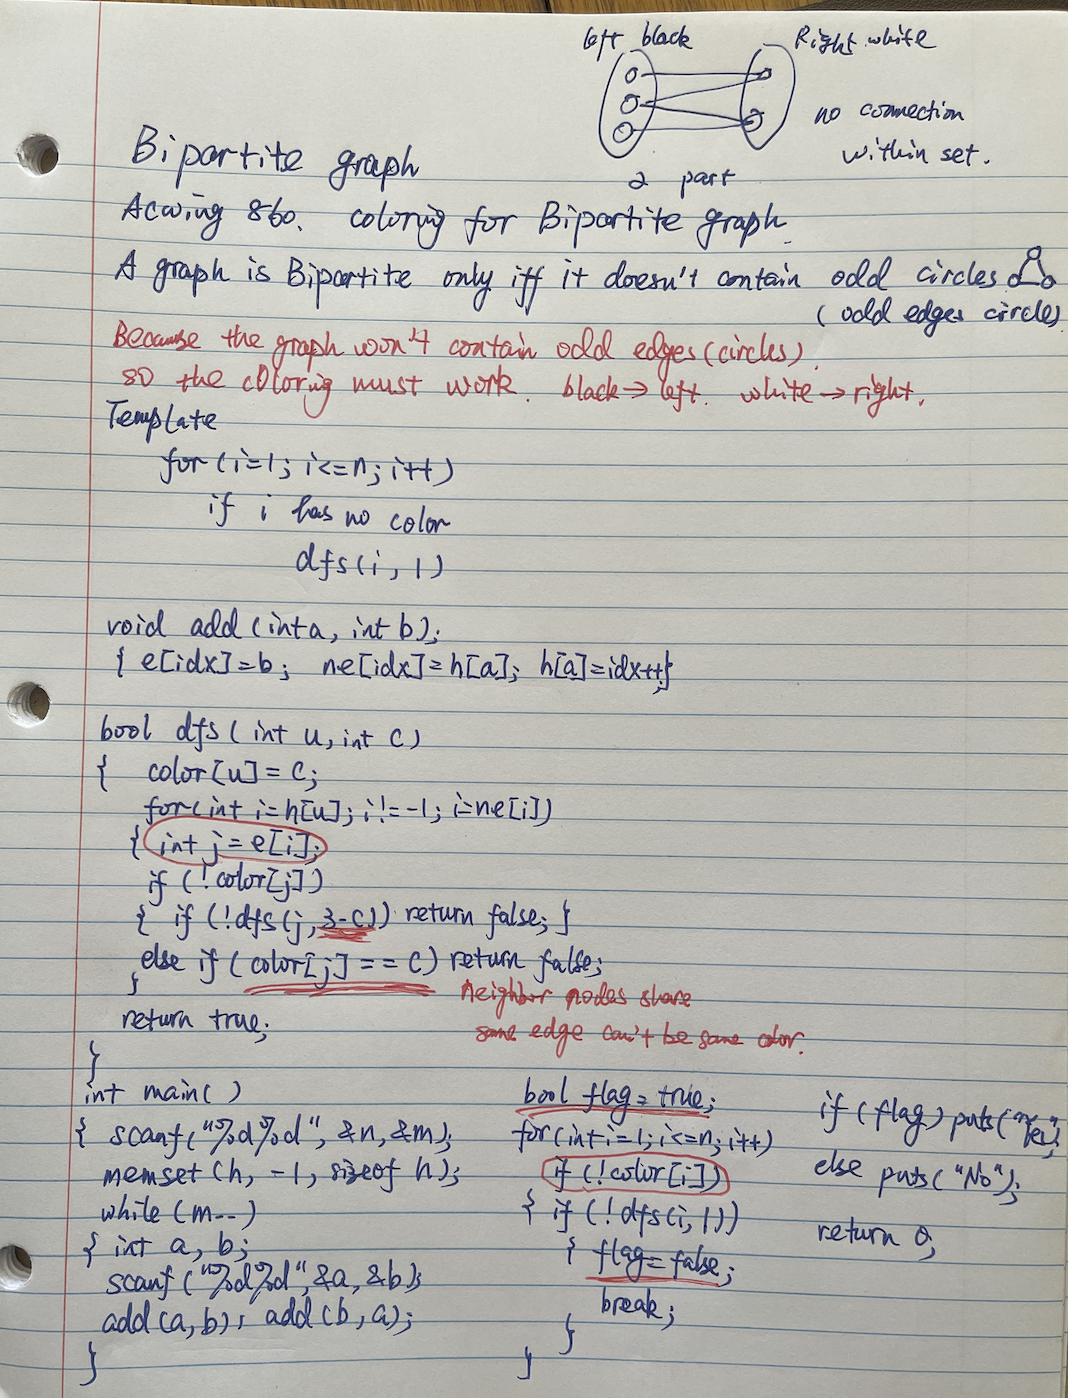 left black
Right white
no connection
within set.
2 part
Bipartite graph
Acwing 860. coloring for Bipartite graph.
A graph is Bipartite only iff it doesn't contain odd circles
(odd edges circle)
Because the graph won't contain odd edges (circles).
so the coloring must work. black → left. white → right.
Template
for (i=1; i<=n; i++)
if i has no color
dfs(i, 1)
void add (int a, int b);
{ e[idx]=b; ne[idx]=h[a]; h[a]=idx++;}
bool dfs (int u, int c)
{ color[u] = c;
for(int i=h[u]; i!=-1; i=ne[i])
{ int j = e[i];
if (!color[j])
{ if (!dfs(j, 3-c)) return false; }
else if (color[j] == c) return false;
}
Neighbor nodes share
same edge can't be same color.
return true;
}
int main( )
{ scanf("%d%d", &n, &m);
memset (h, -1, sizeof h);
while (m--)
{ int a, b;
scanf("%d%d", &a, &b);
add(a, b); add(b, a);
}
bool flag = true;
for(int i=1; i<=n; i++)
if (!color[i])
{ if (!dfs(i, 1))
{ flag = false;
break;
}
}
if (flag) puts("Yes");
else puts("No");
return 0;